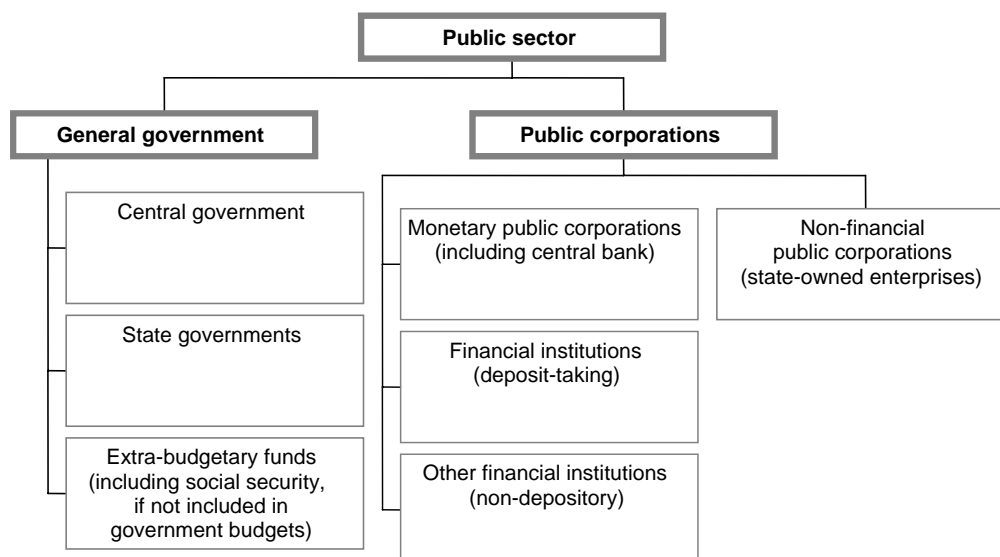 Public sector
General government
Public corporations
Central government
State governments
Extra-budgetary funds
(including social security,
if not included in
government budgets)
Monetary public corporations
(including central bank)
Financial institutions
(deposit-taking)
Other financial institutions
(non-depository)
Non-financial
public corporations
(state-owned enterprises)